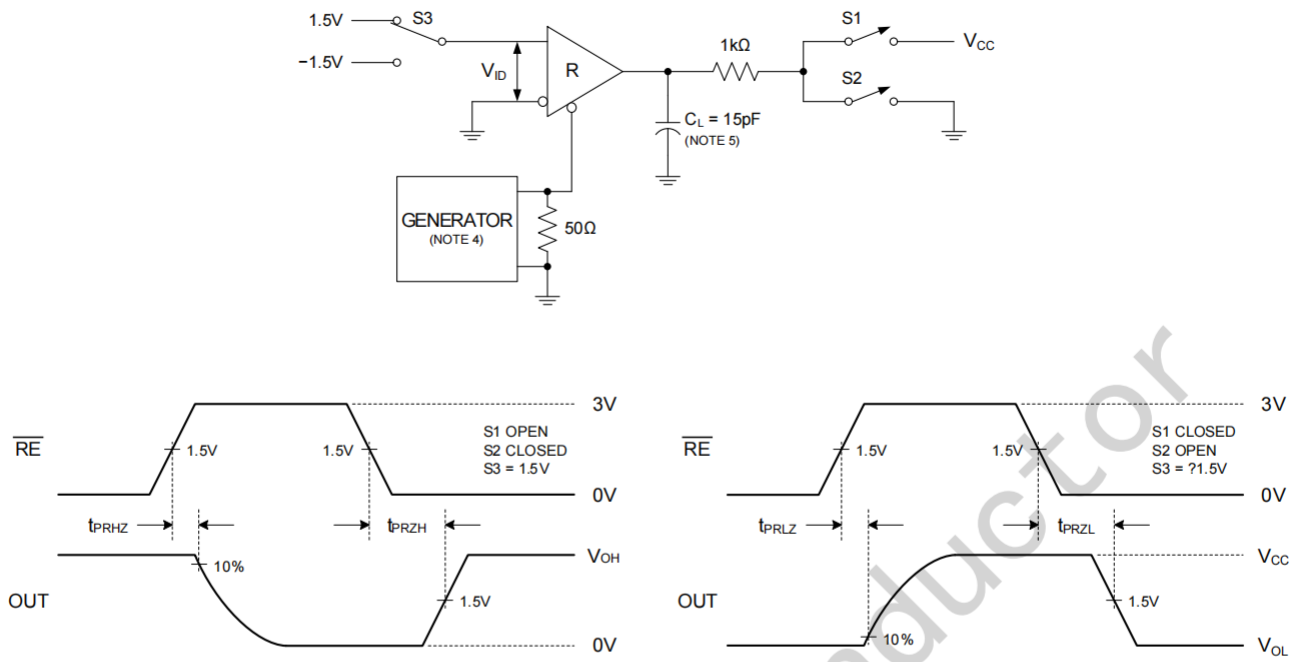 1.5V
S3
−1.5V
VID
R
1kΩ
S1
VCC
S2
CL = 15pF
(NOTE 5)
GENERATOR
(NOTE 4)
50Ω
RE
1.5V
1.5V
S1 OPEN
S2 CLOSED
S3 = 1.5V
3V
0V
tPRHZ
tPRZH
OUT
10%
1.5V
VOH
0V
RE
1.5V
1.5V
S1 CLOSED
S2 OPEN
S3 = ?1.5V
3V
0V
tPRLZ
tPRZL
OUT
10%
1.5V
VCC
VOL
oductor